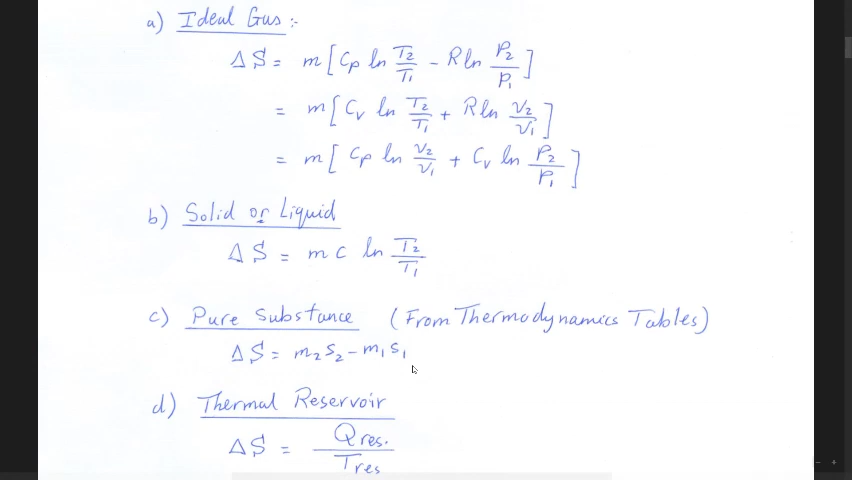 a) Ideal Gas :-
ΔS = m [ Cp ln T2/T1 - R ln P2/P1 ]
= m [ Cv ln T2/T1 + R ln V2/V1 ]
= m [ Cp ln V2/V1 + Cv ln P2/P1 ]
b) Solid or Liquid
ΔS = m c ln T2/T1
c) Pure Substance (From Thermodynamics Tables)
ΔS = m2 s2 - m1 s1
d) Thermal Reservoir
ΔS = Qres. / Tres